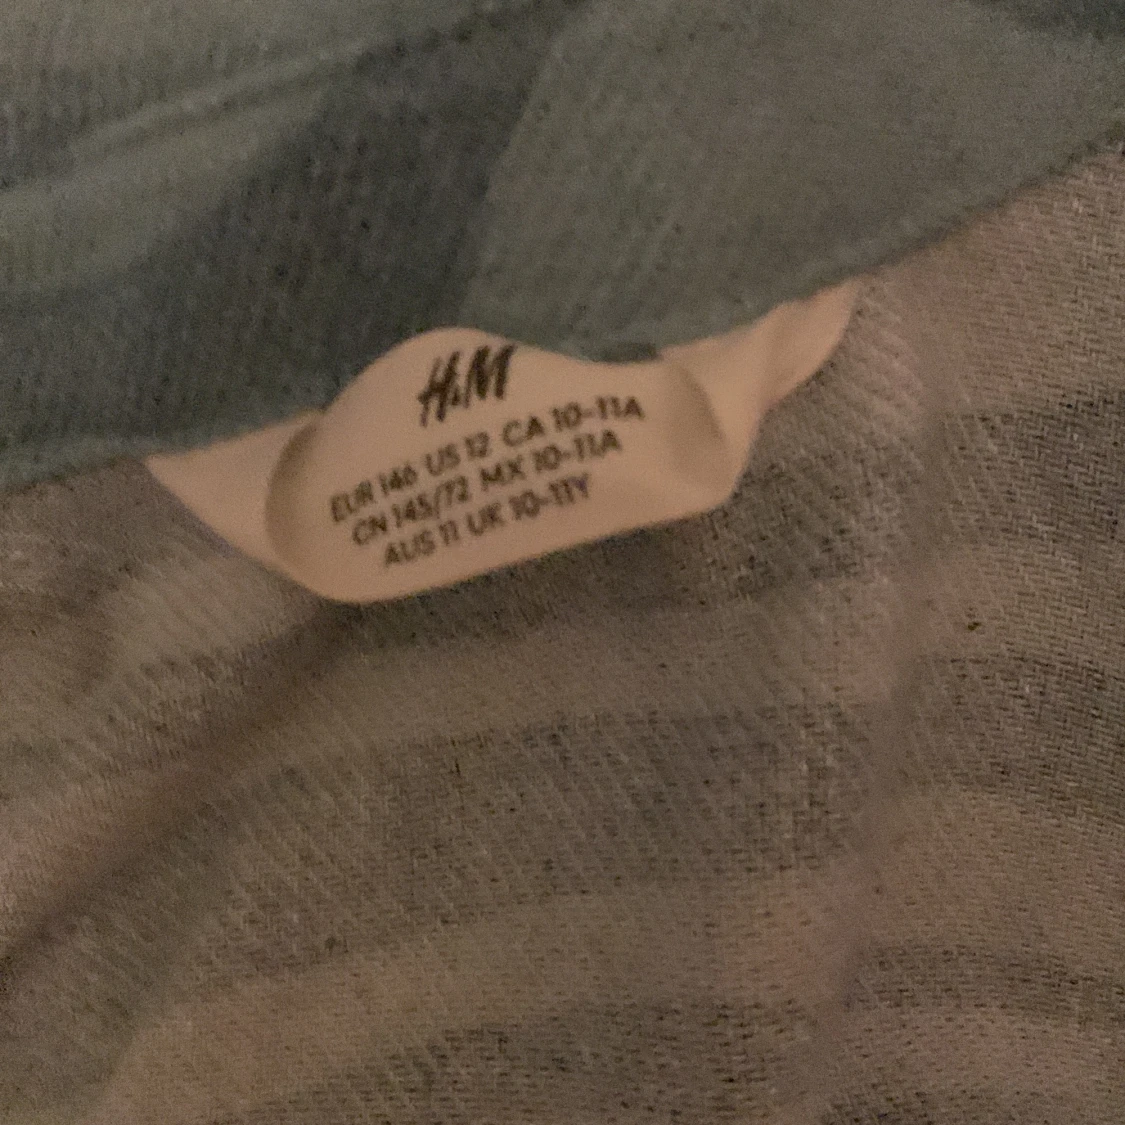 H&M
EUR 146 US 12 CA 10-11A
CN 145/72 MX 10-11A
AUS 11 UK 10-11Y